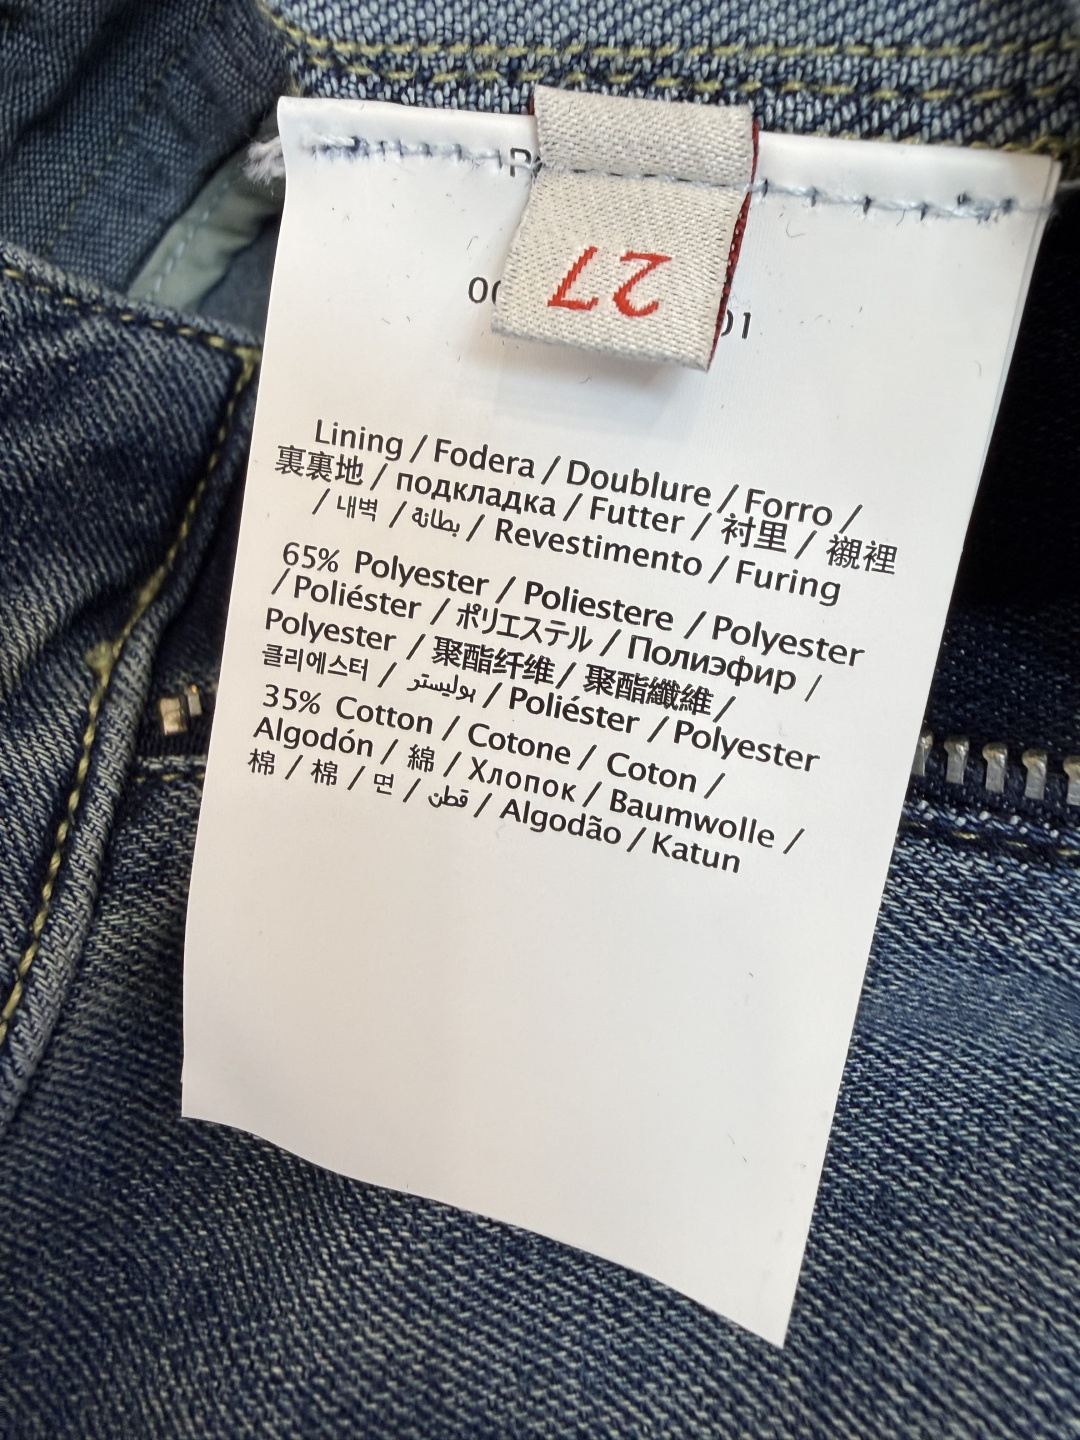 27
Lining / Fodera / Doublure / Forro /
裏裏地 / подкладка / Futter / 衬里 / 襯裡
/ 내벽 / بطانة / Revestimento / Furing
65% Polyester / Poliestere / Polyester
/ Poliéster / ポリエステル / Полиэфир /
Polyester / 聚酯纤维 / 聚酯纖維 /
클리에스터 / بوليستر / Poliéster / Polyester
35% Cotton / Cotone / Coton /
Algodón / 綿 / Хлопок / Baumwolle /
棉 / 棉 / 면 / قطن / Algodão / Katun